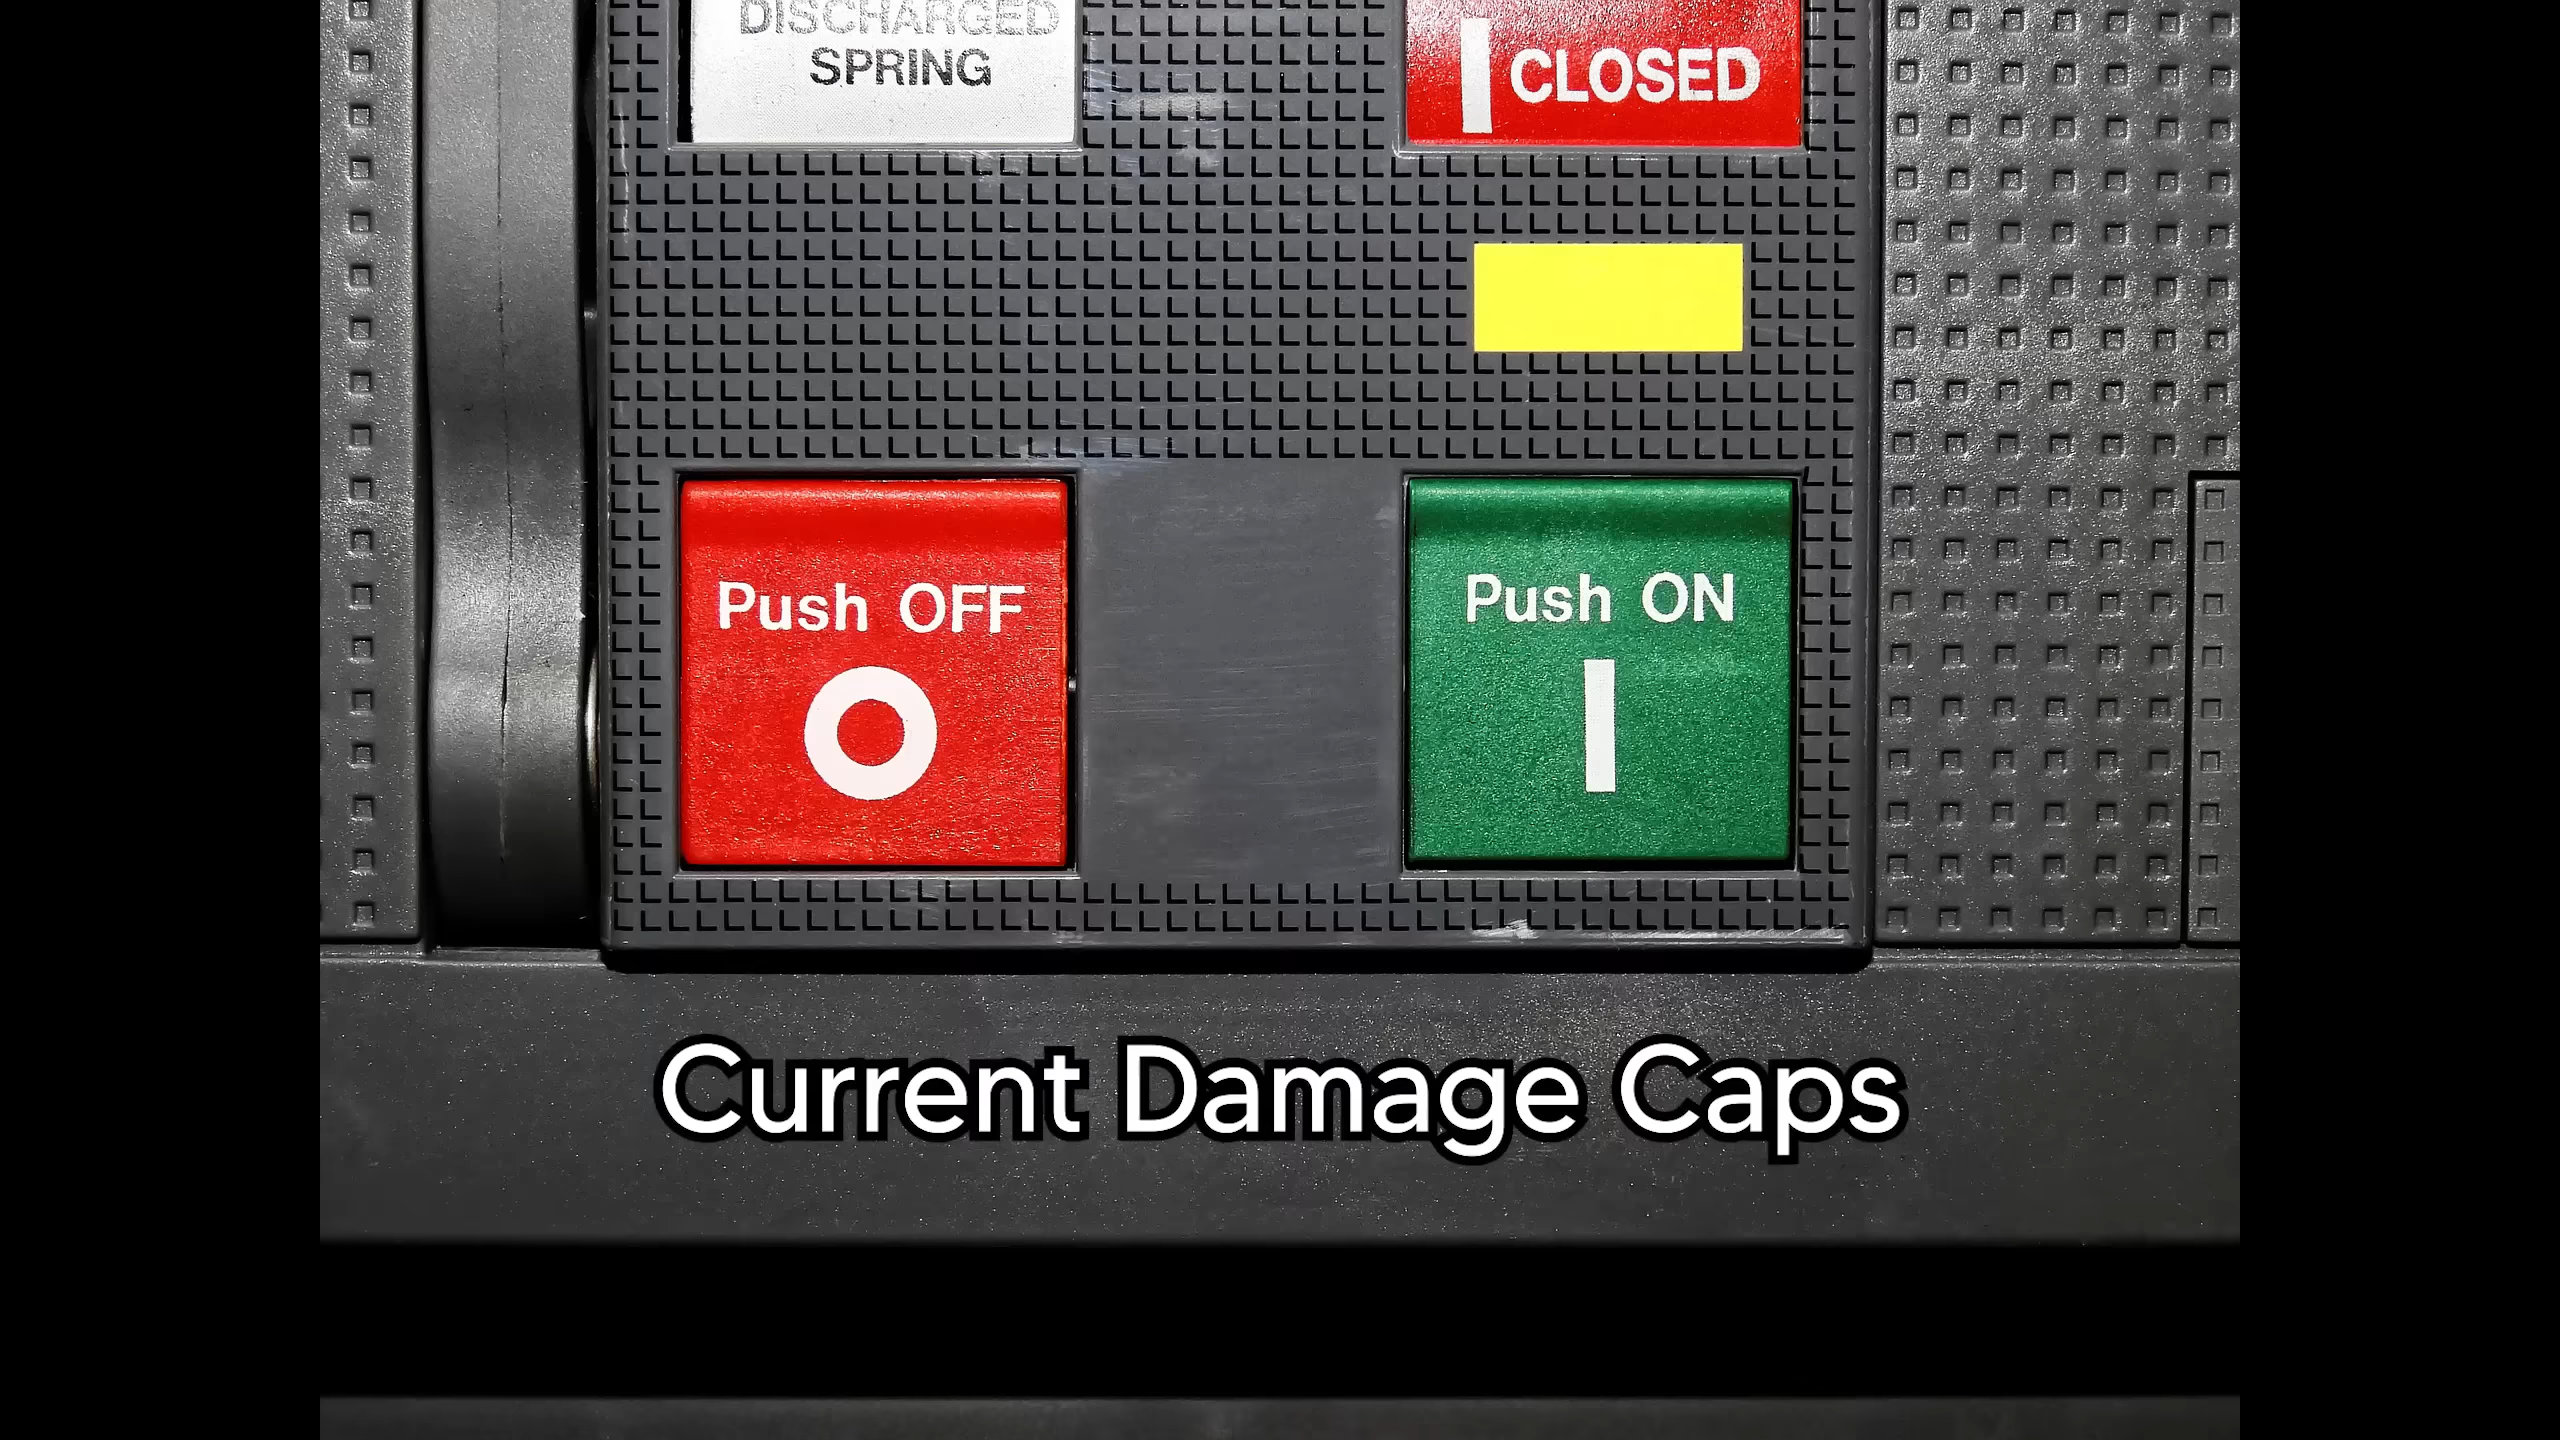 DISCHARGED
SPRING
I CLOSED
Push OFF
O
Push ON
I
Current Damage Caps